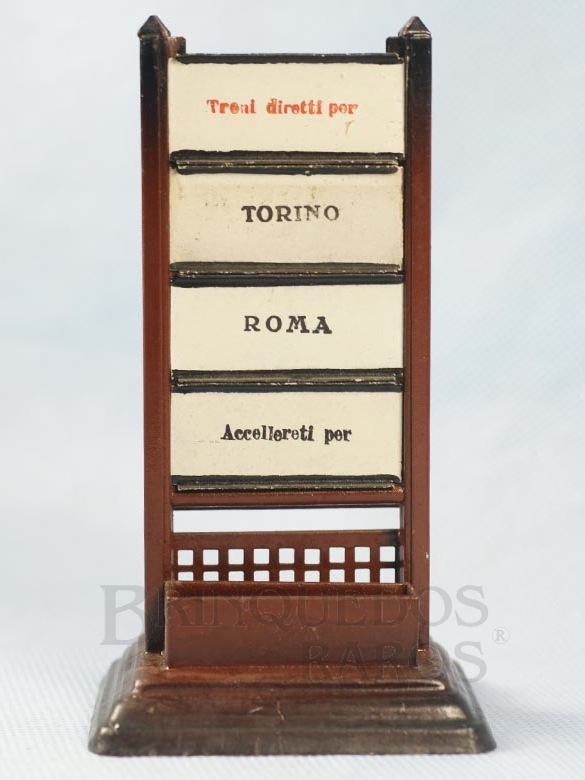 Treni diretti per
TORINO
ROMA
Accellereti per
BRINQUEDOS
RAROS
®